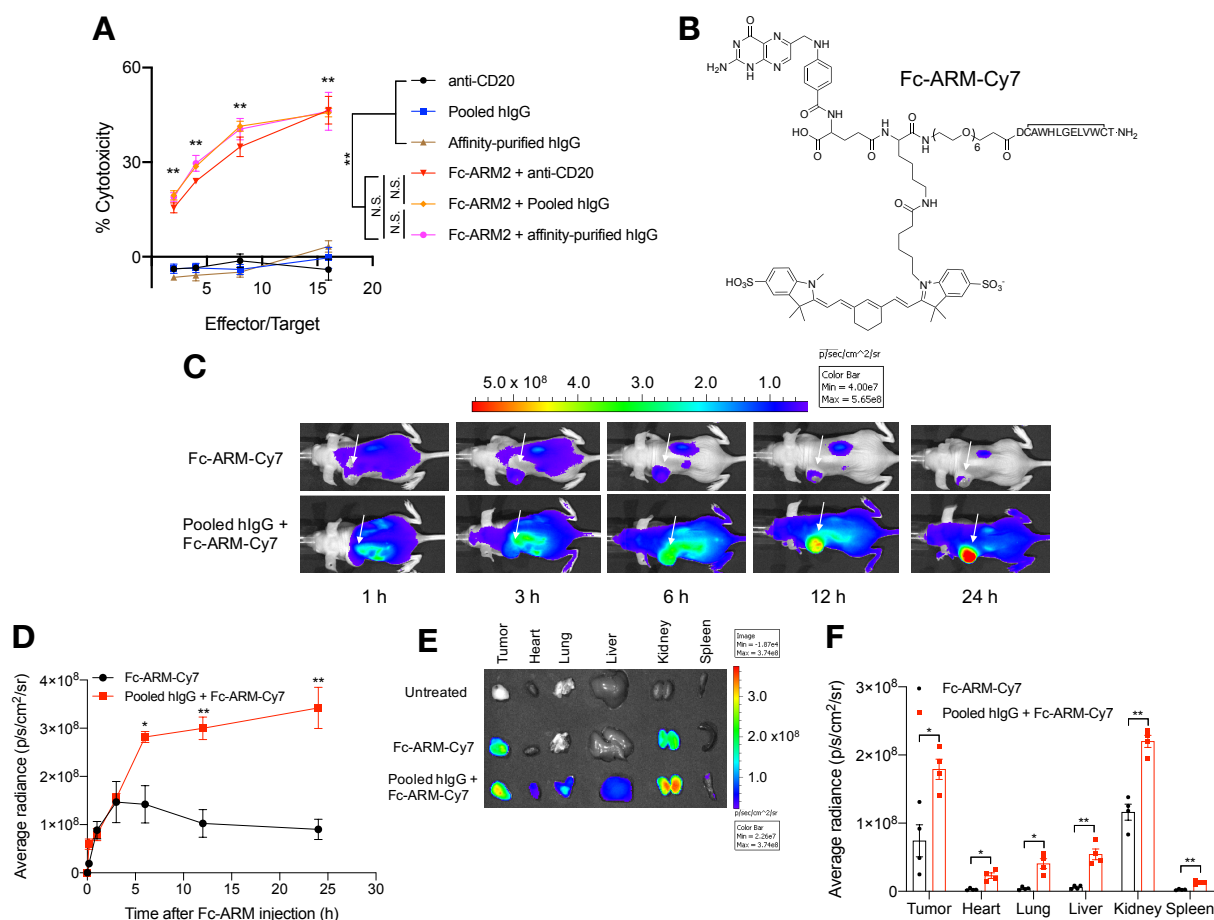 A
60
30
0
% Cytotoxicity
5
10
15
20
Effector/Target
**
**
**
**
**
N.S.
N.S.
N.S.
anti-CD20
Pooled hIgG
Affinity-purified hIgG
Fc-ARM2 + anti-CD20
Fc-ARM2 + Pooled hIgG
Fc-ARM2 + affinity-purified hIgG
B
Fc-ARM-Cy7
O
N
N
HN
H2N
N
H
N
NH
O
NH
HO
O
O
H
N
O
N
H
O
6
O
DCAWHLGELVWCT-NH2
NH
O
HO3S
N
N+
SO3-
C
p/sec/cm^2/sr
5.0 x 10⁸
4.0
3.0
2.0
1.0
Color Bar
Min = 4.00e7
Max = 5.65e8
Fc-ARM-Cy7
Pooled hIgG +
Fc-ARM-Cy7
1 h
3 h
6 h
12 h
24 h
D
Fc-ARM-Cy7
Pooled hIgG + Fc-ARM-Cy7
4×10⁸
3×10⁸
2×10⁸
1×10⁸
0
Average radiance (p/s/cm²/sr)
*
**
**
0
5
10
15
20
25
30
Time after Fc-ARM injection (h)
E
Tumor
Heart
Lung
Liver
Kidney
Spleen
Untreated
Fc-ARM-Cy7
Pooled hIgG +
Fc-ARM-Cy7
Image
Min = -1.87e4
Max = 3.74e8
3.0
2.0 x10⁸
1.0
p/sec/cm^2/sr
Color Bar
Min = 2.26e7
Max = 3.74e8
F
Fc-ARM-Cy7
Pooled hIgG + Fc-ARM-Cy7
3×10⁸
2×10⁸
1×10⁸
0
Average radiance (p/s/cm²/sr)
*
*
*
**
**
**
Tumor
Heart
Lung
Liver
Kidney
Spleen